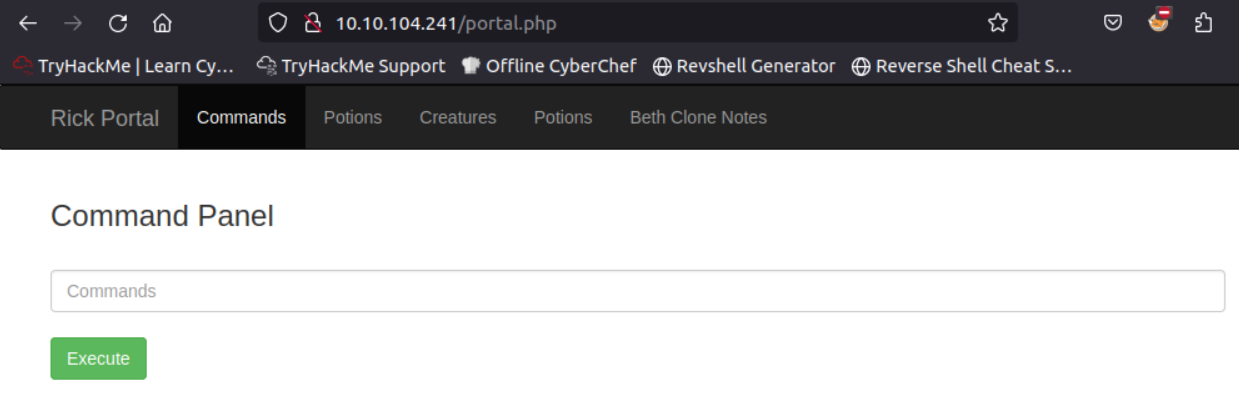 10.10.104.241/portal.php
TryHackMe | Learn Cy... TryHackMe Support Offline CyberChef Revshell Generator Reverse Shell Cheat S...
Rick Portal Commands Potions Creatures Potions Beth Clone Notes
Command Panel
Commands
Execute